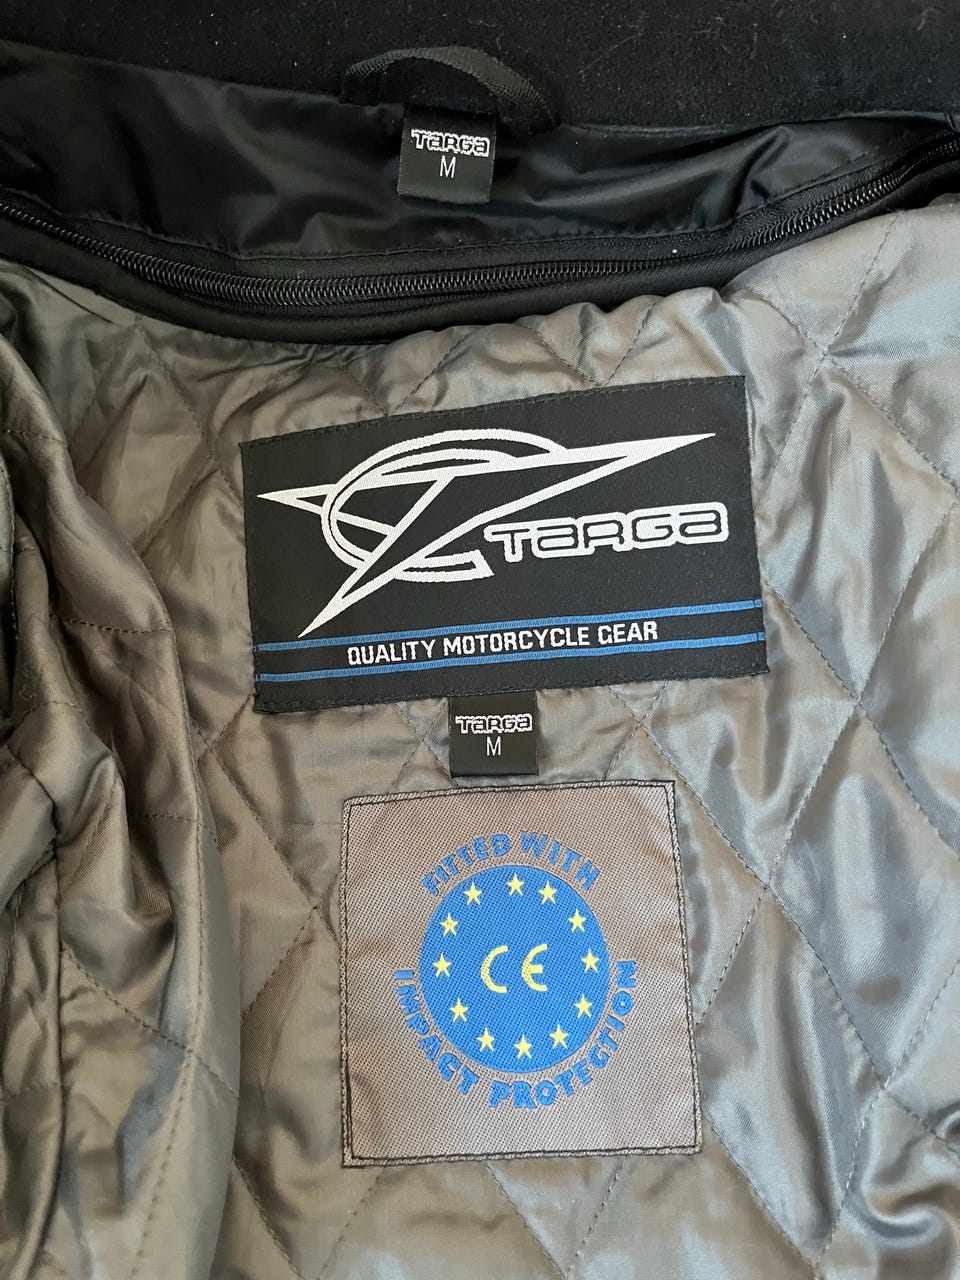 TARGA
M
TARGA
QUALITY MOTORCYCLE GEAR
TARGA
M
FITTED WITH
CE
IMPACT PROTECTION